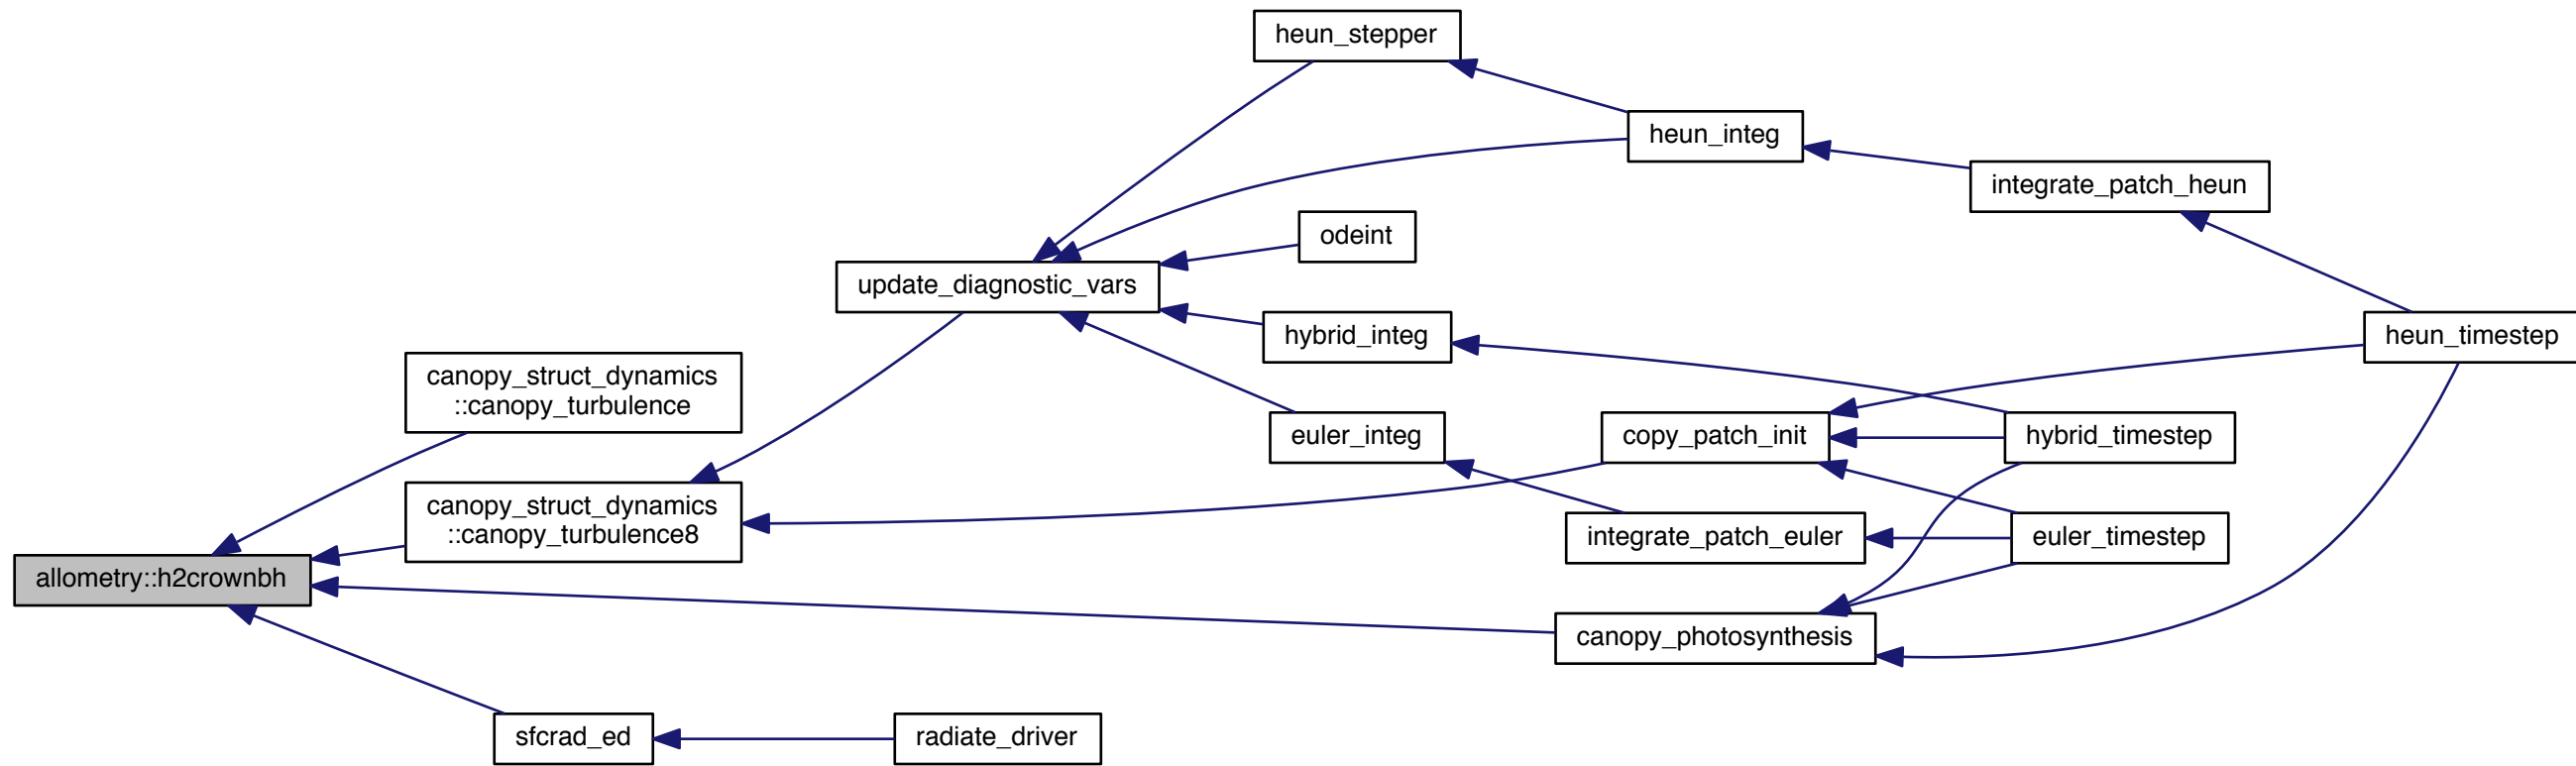 heun_stepper
heun_integ
integrate_patch_heun
odeint
update_diagnostic_vars
hybrid_integ
heun_timestep
canopy_struct_dynamics
::canopy_turbulence
euler_integ
copy_patch_init
hybrid_timestep
canopy_struct_dynamics
::canopy_turbulence8
integrate_patch_euler
euler_timestep
allometry::h2crownbh
canopy_photosynthesis
sfcrad_ed
radiate_driver